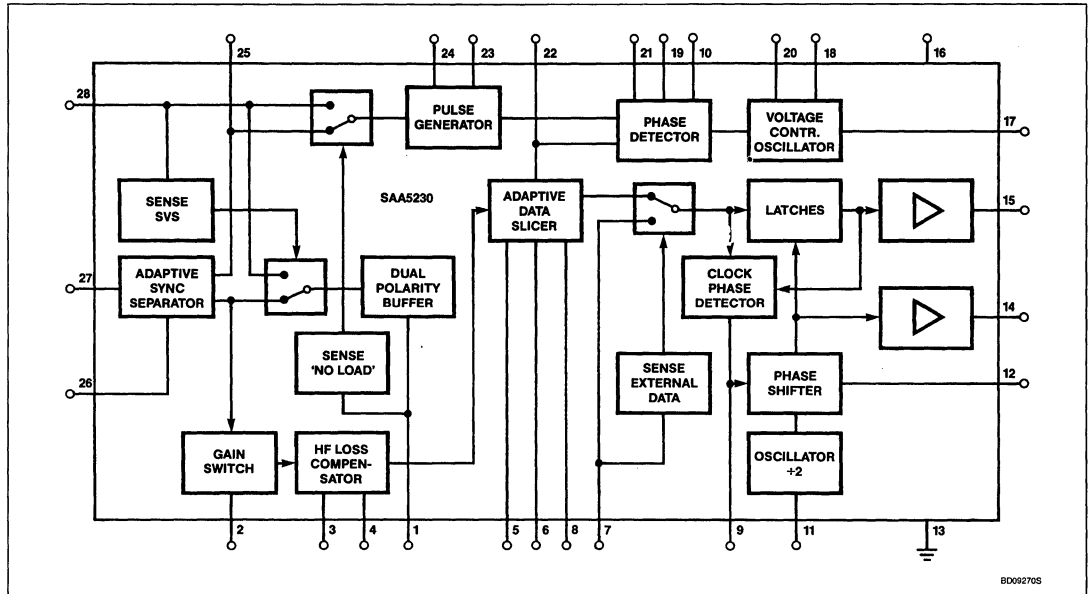 25
24
23
22
21
19
10
20
18
16
28
PULSE
GENERATOR
PHASE
DETECTOR
VOLTAGE
CONTR.
OSCILLATOR
17
SENSE
SVS
SAA5230
ADAPTIVE
DATA
SLICER
LATCHES
15
27
ADAPTIVE
SYNC
SEPARATOR
DUAL
POLARITY
BUFFER
CLOCK
PHASE
DETECTOR
14
26
SENSE
'NO LOAD'
SENSE
EXTERNAL
DATA
PHASE
SHIFTER
12
GAIN
SWITCH
HF LOSS
COMPEN-
SATOR
OSCILLATOR
÷2
2
3
4
1
5
6
8
7
9
11
13
BD09270S